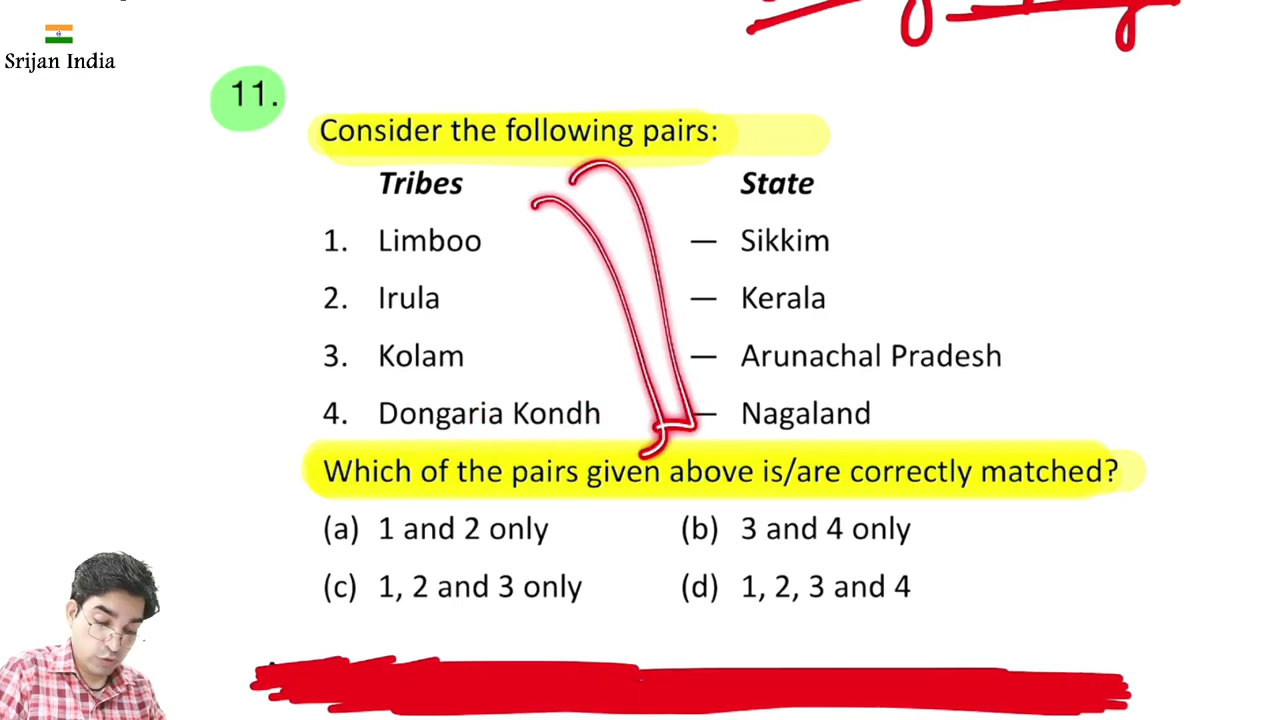 Srijan India
11.
Consider the following pairs:
Tribes State
1. Limboo — Sikkim
2. Irula — Kerala
3. Kolam — Arunachal Pradesh
4. Dongaria Kondh — Nagaland
Which of the pairs given above is/are correctly matched?
(a) 1 and 2 only (b) 3 and 4 only
(c) 1, 2 and 3 only (d) 1, 2, 3 and 4